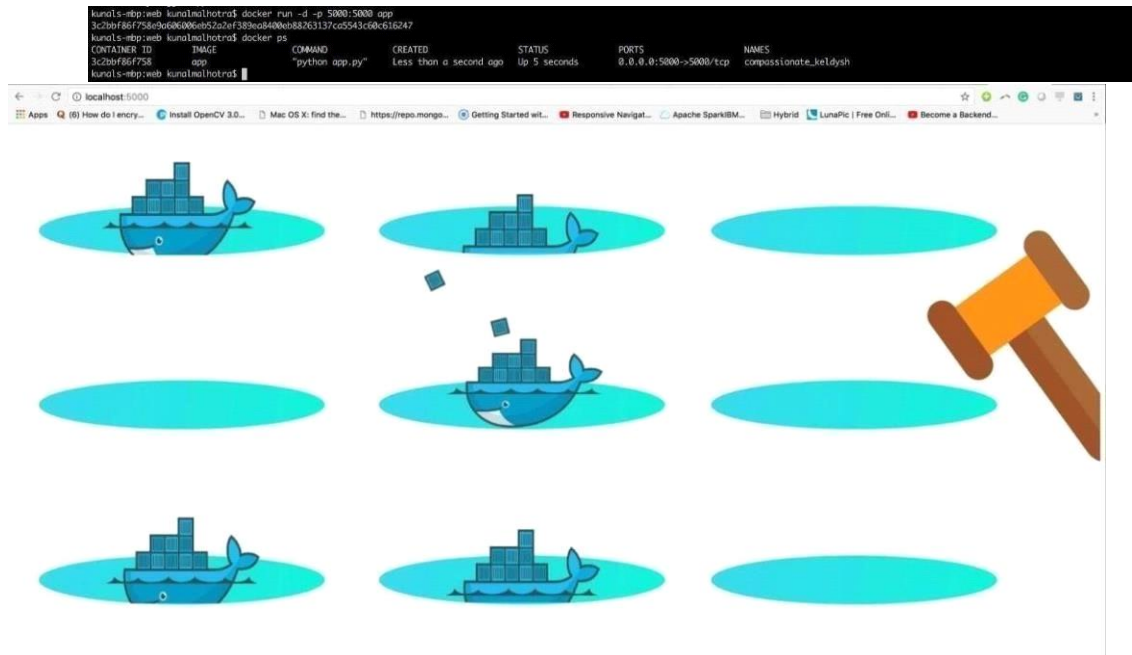 kunals-mbp:web kunalmalhotra$ docker run -d -p 5000:5000 app
3c2bbf86f758e9a606006eb52a2ef389ea8400eb88263137ca5543c60c616247
kunals-mbp:web kunalmalhotra$ docker ps
CONTAINER ID IMAGE COMMAND CREATED STATUS PORTS NAMES
3c2bbf86f758 app "python app.py" Less than a second ago Up 5 seconds 0.0.0.0:5000->5000/tcp compassionate_keldysh
kunals-mbp:web kunalmalhotra$
localhost:5000
Apps (6) How do I encry... Install OpenCV 3.0... Mac OS X: find the... https://repo.mongo... Getting Started wit... Responsive Navigat... Apache Spark|IBM... Hybrid LunaPic | Free Onli... Become a Backend...